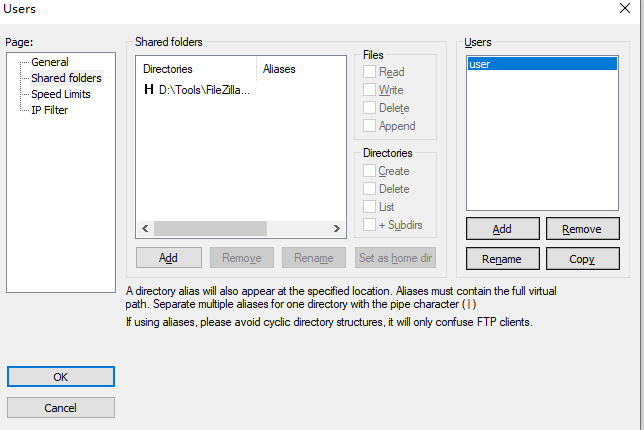 Users
Page:
General
Shared folders
Speed Limits
IP Filter
Shared folders
Directories Aliases
H D:\Tools\FileZilla...
Add Remove Rename Set as home dir
Files
Read
Write
Delete
Append
Directories
Create
Delete
List
+ Subdirs
Users
user
Add Remove
Rename Copy
A directory alias will also appear at the specified location. Aliases must contain the full virtual
path. Separate multiple aliases for one directory with the pipe character ( | )
If using aliases, please avoid cyclic directory structures, it will only confuse FTP clients.
OK
Cancel